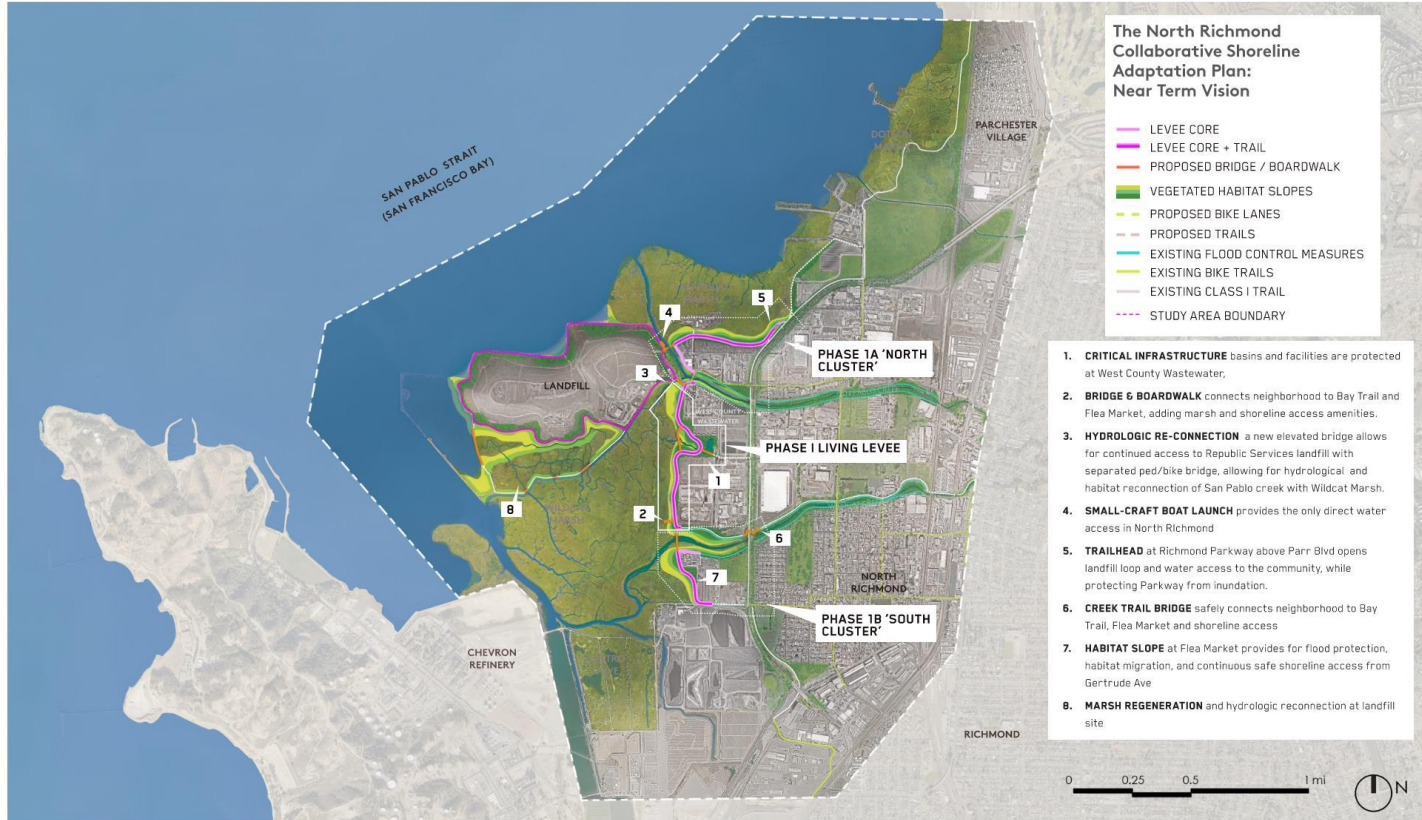 The North Richmond
Collaborative Shoreline
Adaptation Plan:
Near Term Vision
LEVEE CORE
LEVEE CORE + TRAIL
PROPOSED BRIDGE / BOARDWALK
VEGETATED HABITAT SLOPES
PROPOSED BIKE LANES
PROPOSED TRAILS
EXISTING FLOOD CONTROL MEASURES
EXISTING BIKE TRAILS
EXISTING CLASS I TRAIL
STUDY AREA BOUNDARY
1. CRITICAL INFRASTRUCTURE basins and facilities are protected
at West County Wastewater,
2. BRIDGE & BOARDWALK connects neighborhood to Bay Trail and
Flea Market, adding marsh and shoreline access amenities.
3. HYDROLOGIC RE-CONNECTION a new elevated bridge allows
for continued access to Republic Services landfill with
separated ped/bike bridge, allowing for hydrological and
habitat reconnection of San Pablo creek with Wildcat Marsh.
4. SMALL-CRAFT BOAT LAUNCH provides the only direct water
access in North RIchmond
5. TRAILHEAD at Richmond Parkway above Parr Blvd opens
landfill loop and water access to the community, while
protecting Parkway from inundation.
6. CREEK TRAIL BRIDGE safely connects neighborhood to Bay
Trail, Flea Market and shoreline access
7. HABITAT SLOPE at Flea Market provides for flood protection,
habitat migration, and continuous safe shoreline access from
Gertrude Ave
8. MARSH REGENERATION and hydrologic reconnection at landfill
site
0 0.25 0.5 1 mi
N
SAN PABLO STRAIT
(SAN FRANCISCO BAY)
PARCHESTER
VILLAGE
5
4
PHASE 1A 'NORTH
CLUSTER'
3
LANDFILL
WEST COUNTY
WASTEWATER
PHASE I LIVING LEVEE
1
8
MARSH
2
6
7
NORTH
RICHMOND
PHASE 1B 'SOUTH
CLUSTER'
CHEVRON
REFINERY
RICHMOND